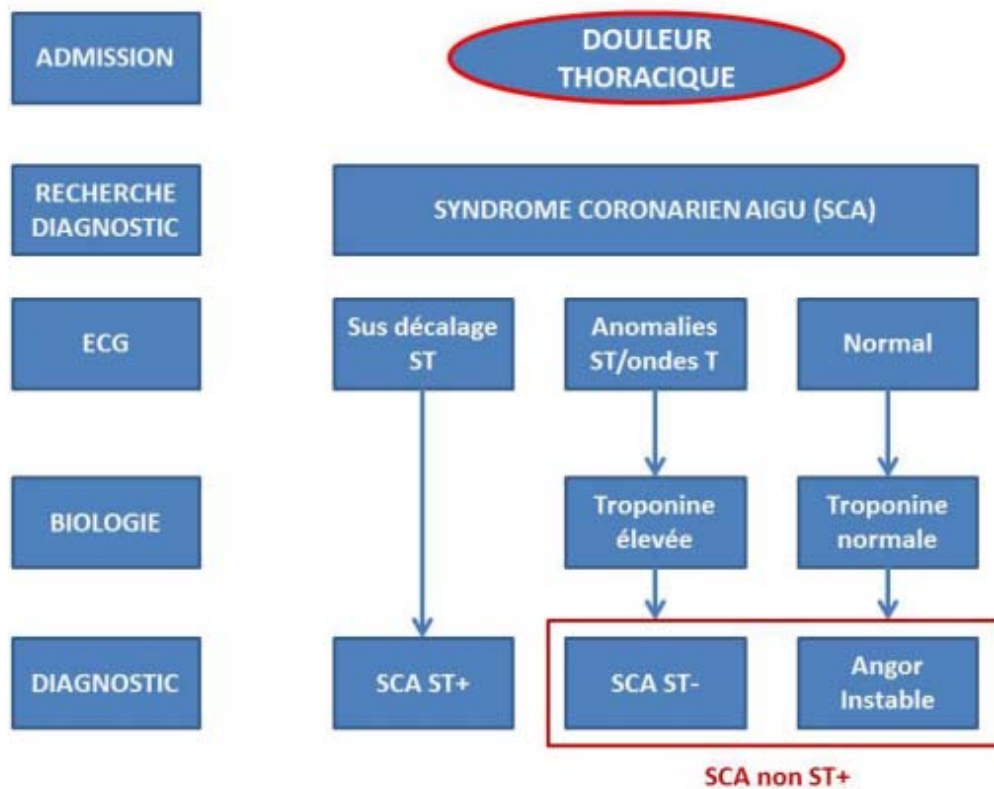 ADMISSION
DOULEUR
THORACIQUE
RECHERCHE
DIAGNOSTIC
SYNDROME CORONARIEN AIGU (SCA)
ECG
Sus décalage
ST
Anomalies
ST/ondes T
Normal
BIOLOGIE
Troponine
élevée
Troponine
normale
DIAGNOSTIC
SCA ST+
SCA ST-
Angor
Instable
SCA non ST+